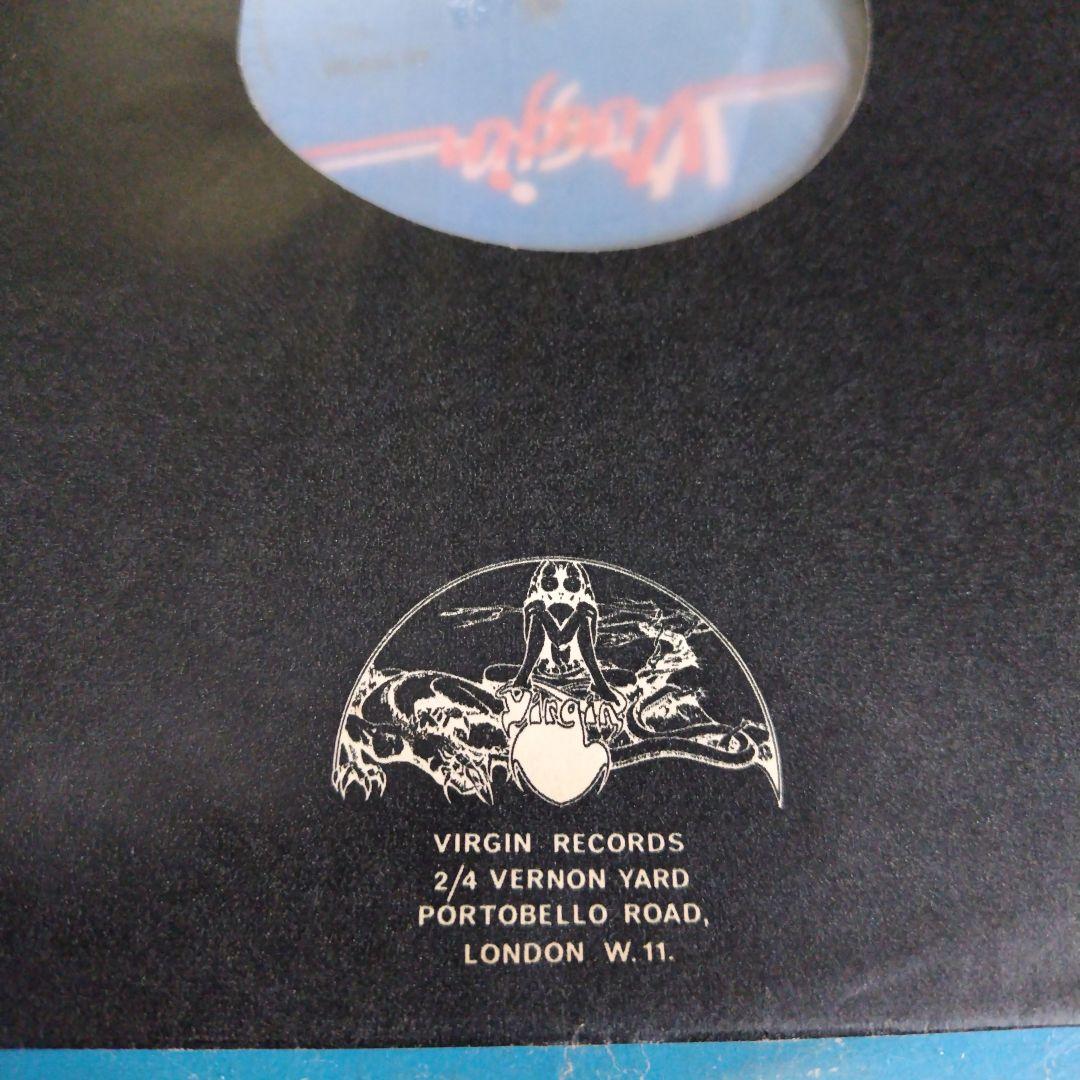 Virgin
Virgin
VIRGIN RECORDS
2/4 VERNON YARD
PORTOBELLO ROAD,
LONDON W.11.